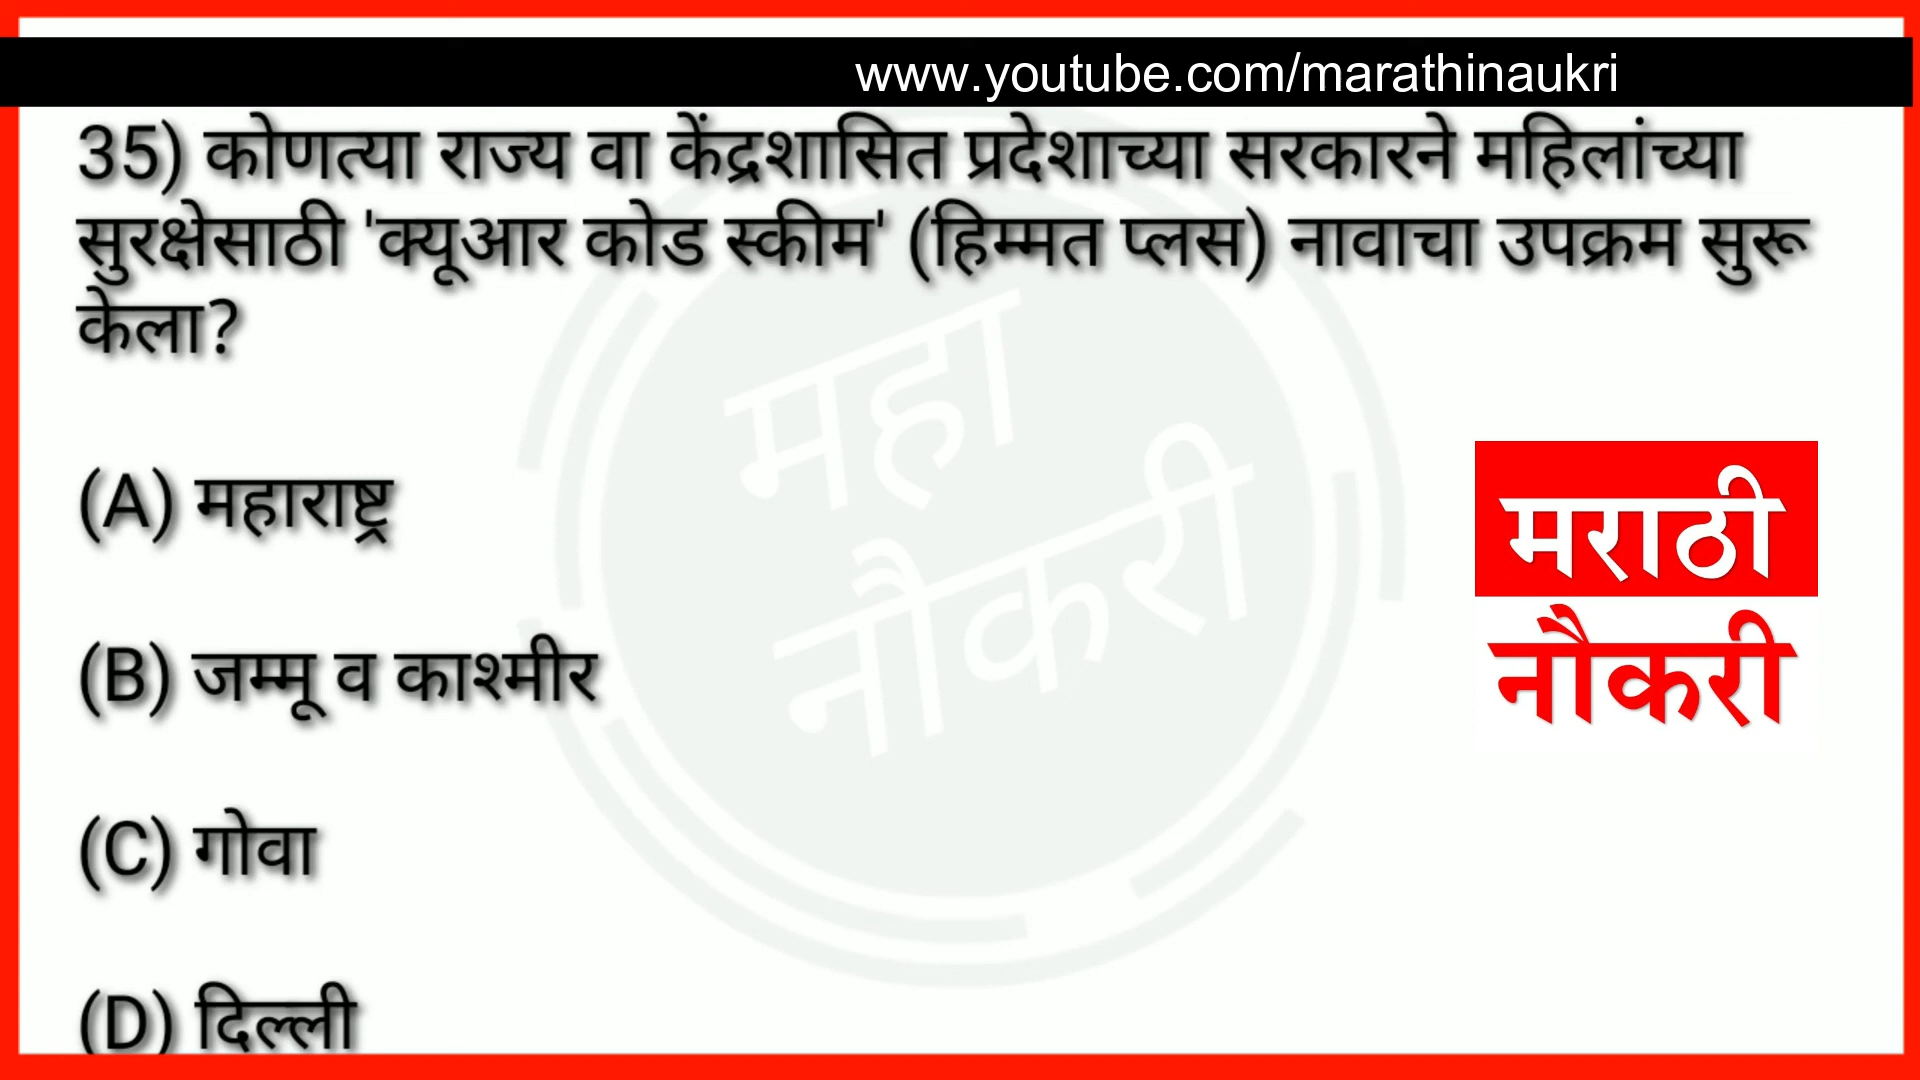 www.youtube.com/marathinaukri
35) कोणत्या राज्य वा केंद्रशासित प्रदेशाच्या सरकारने महिलांच्या
सुरक्षेसाठी 'क्यूआर कोड स्कीम' (हिम्मत प्लस) नावाचा उपक्रम सुरू
केला?
महा
नौकरी
(A) महाराष्ट्र
मराठी
नौकरी
(B) जम्मू व काश्मीर
(C) गोवा
(D) दिल्ली